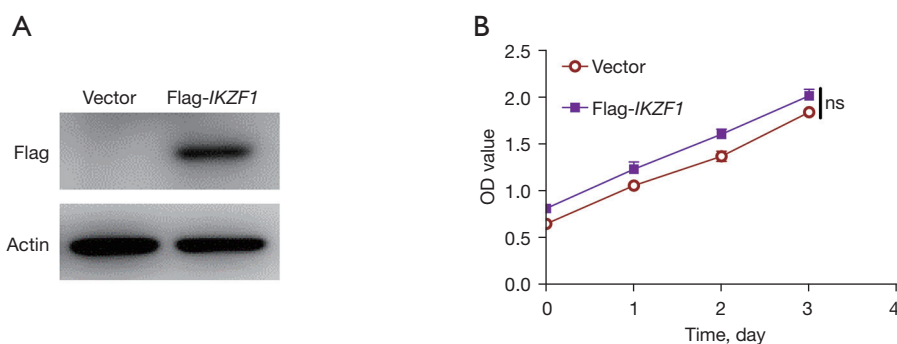 A
Vector Flag-IKZF1
Flag
Actin
B
2.5
2.0
1.5
1.0
0.5
0.0
OD value
Vector
Flag-IKZF1
ns
0 1 2 3 4
Time, day